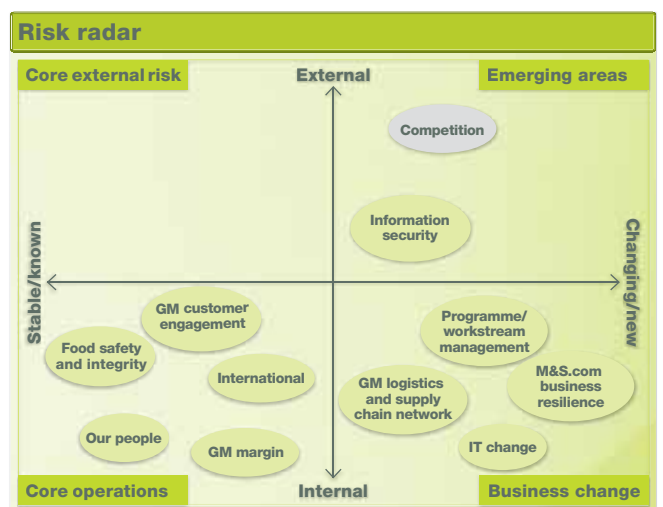 Risk radar
Core external risk
External
Emerging areas
Competition
Information
security
Stable/known
Changing/new
GM customer
engagement
Food safety
and integrity
International
Our people
GM margin
Programme/
workstream
management
GM logistics
and supply
chain network
M&S.com
business
resilience
IT change
Core operations
Internal
Business change